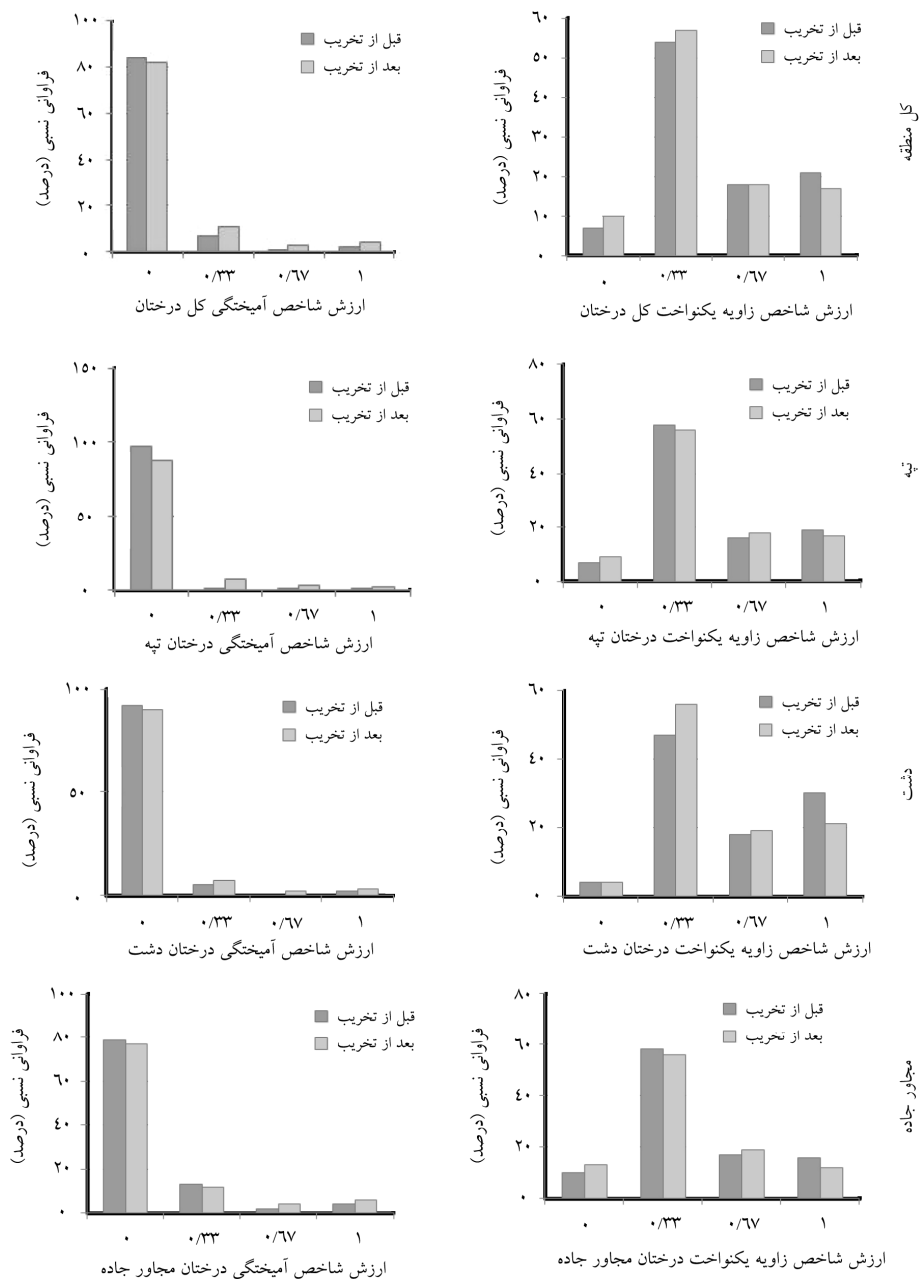 ۱۰۰
۸۰
۶۰
۴۰
۲۰
۰
فراوانی نسبی (درصد)
قبل از تخریب
بعد از تخریب
۰
۰/۳۳
۰/۶۷
۱
ارزش شاخص آمیختگی کل درختان
۶۰
۵۰
۴۰
۳۰
۲۰
۱۰
۰
فراوانی نسبی (درصد)
قبل از تخریب
بعد از تخریب
۰
۰/۳۳
۰/۶۷
۱
ارزش شاخص زاویه یکنواخت کل درختان
کل منطقه
۱۵۰
۱۰۰
۵۰
۰
فراوانی نسبی (درصد)
قبل از تخریب
بعد از تخریب
۰
۰/۳۳
۰/۶۷
۱
ارزش شاخص آمیختگی درختان تپه
۸۰
۶۰
۴۰
۲۰
۰
فراوانی نسبی (درصد)
قبل از تخریب
بعد از تخریب
۰
۰/۳۳
۰/۶۷
۱
ارزش شاخص زاویه یکنواخت درختان تپه
تپه
۱۰۰
۵۰
۰
فراوانی نسبی (درصد)
قبل از تخریب
بعد از تخریب
۰
۰/۳۳
۰/۶۷
۱
ارزش شاخص آمیختگی درختان دشت
۶۰
۴۰
۲۰
۰
فراوانی نسبی (درصد)
قبل از تخریب
بعد از تخریب
۰
۰/۳۳
۰/۶۷
۱
ارزش شاخص زاویه یکنواخت درختان دشت
دشت
۱۰۰
۸۰
۶۰
۴۰
۲۰
۰
فراوانی نسبی (درصد)
قبل از تخریب
بعد از تخریب
۰
۰/۳۳
۰/۶۷
۱
ارزش شاخص آمیختگی درختان مجاور جاده
۸۰
۶۰
۴۰
۲۰
۰
فراوانی نسبی (درصد)
قبل از تخریب
بعد از تخریب
۰
۰/۳۳
۰/۶۷
۱
ارزش شاخص زاویه یکنواخت درختان مجاور جاده
مجاور جاده